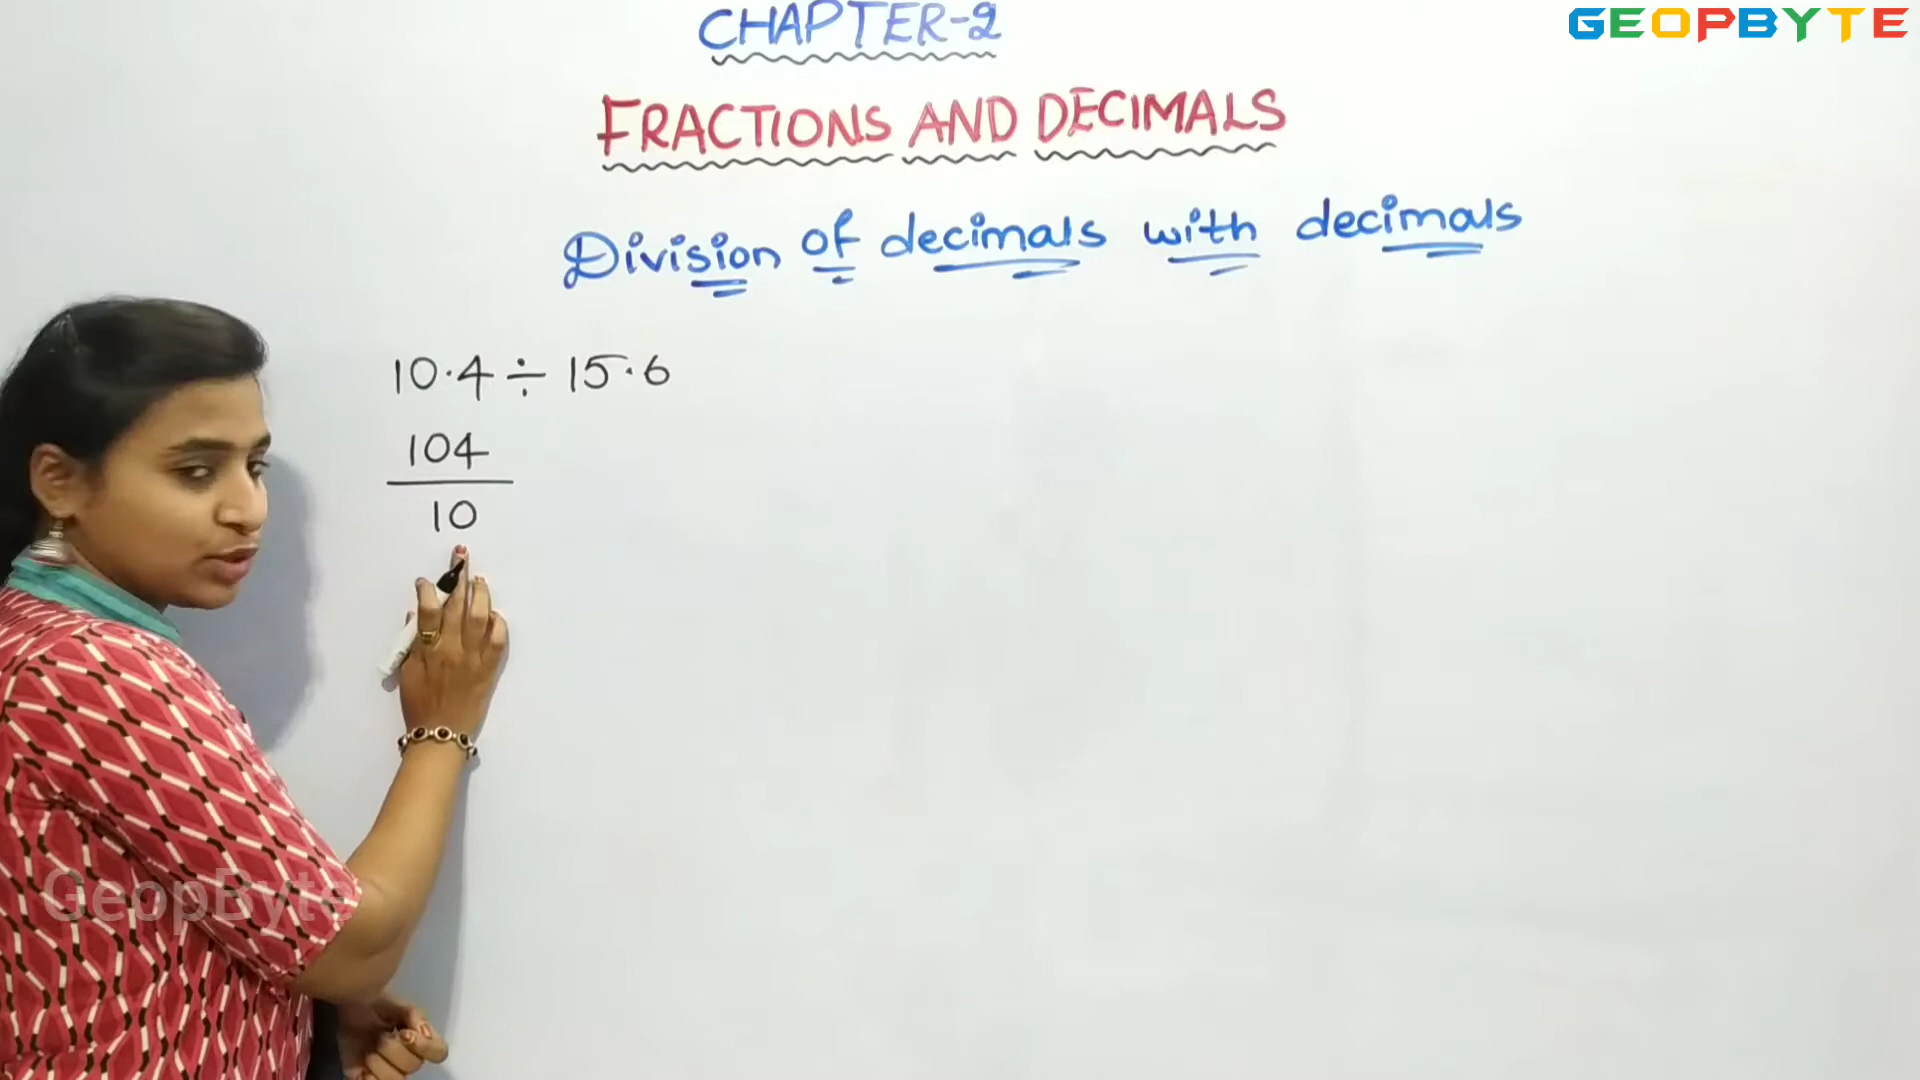 CHAPTER-2
GEOPBYTE
FRACTIONS AND DECIMALS
Division of decimals with decimals
10.4 ÷ 15.6
104
10
GeopByte